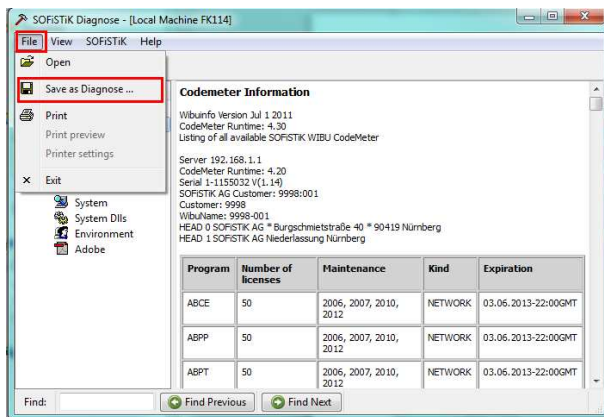 SOFiSTiK Diagnose - [Local Machine FK114]
File View SOFiSTiK Help
Open
Save as Diagnose ...
Print
Print preview
Printer settings
Exit
System
System Dlls
Environment
Adobe
Codemeter Information
Wibuinfo Version Jul 1 2011
CodeMeter Runtime: 4.30
Listing of all available SOFiSTiK WIBU CodeMeter
Server 192.168.1.1
CodeMeter Runtime: 4.20
Serial 1-1155032 V(1.14)
SOFiSTiK AG Customer: 9998:001
Customer: 9998
WibuName: 9998-001
HEAD 0 SOFiSTiK AG * Burgschmietstraße 40 * 90419 Nürnberg
HEAD 1 SOFiSTiK AG Niederlassung Nürnberg
Program Number of licenses Maintenance Kind Expiration
ABCE 50 2006, 2007, 2010, 2012 NETWORK 03.06.2013-22:00GMT
ABPP 50 2006, 2007, 2010, 2012 NETWORK 03.06.2013-22:00GMT
ABPT 50 2006, 2007, 2010, 2012 NETWORK 03.06.2013-22:00GMT
Find: Find Previous Find Next